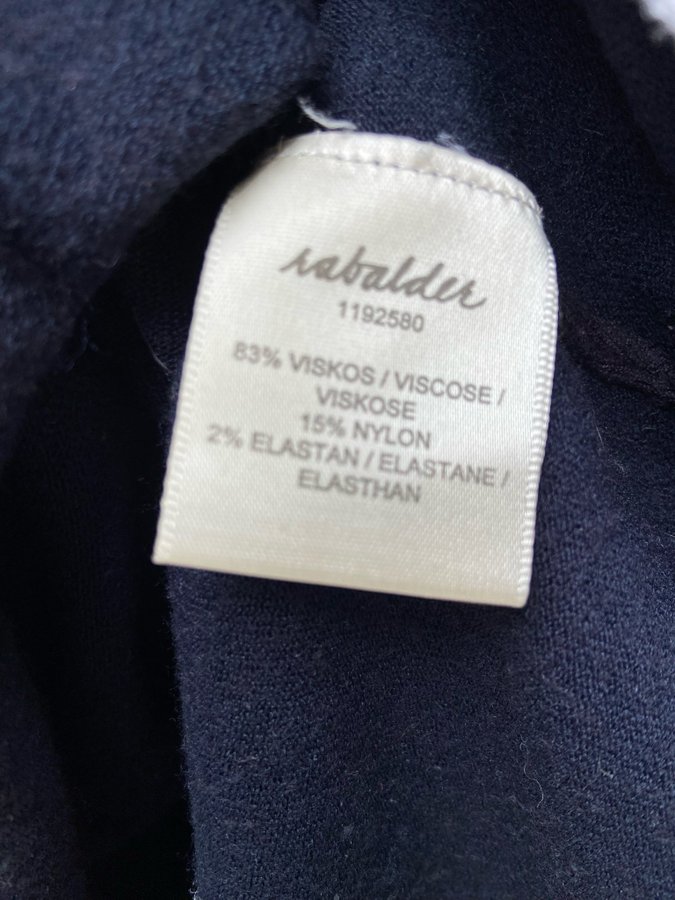 rabalder
1192580
83% VISKOS / VISCOSE /
VISKOSE
15% NYLON
2% ELASTAN / ELASTANE /
ELASTHAN